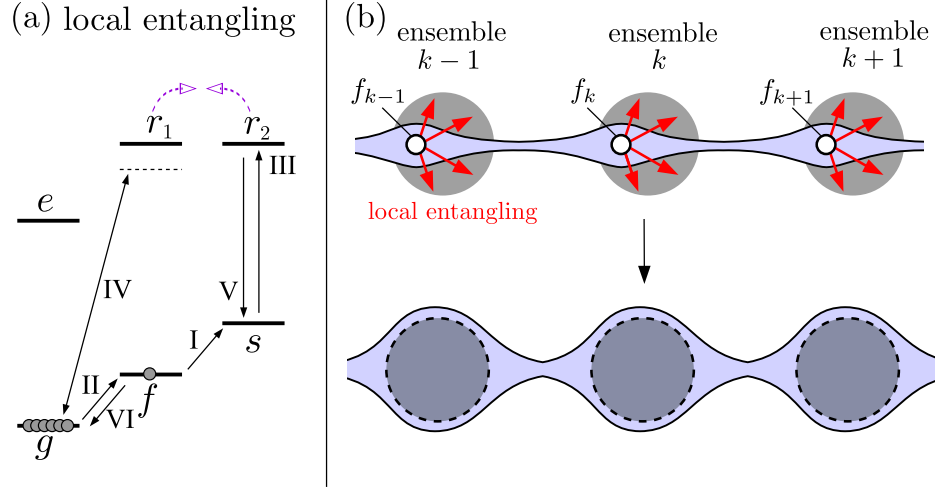 (a) local entangling
r₁ r₂
III
e
IV
V
I
s
II
f
VI
g
(b)
ensemble k − 1
ensemble k
ensemble k + 1
fₖ₋₁
fₖ
fₖ₊₁
local entangling